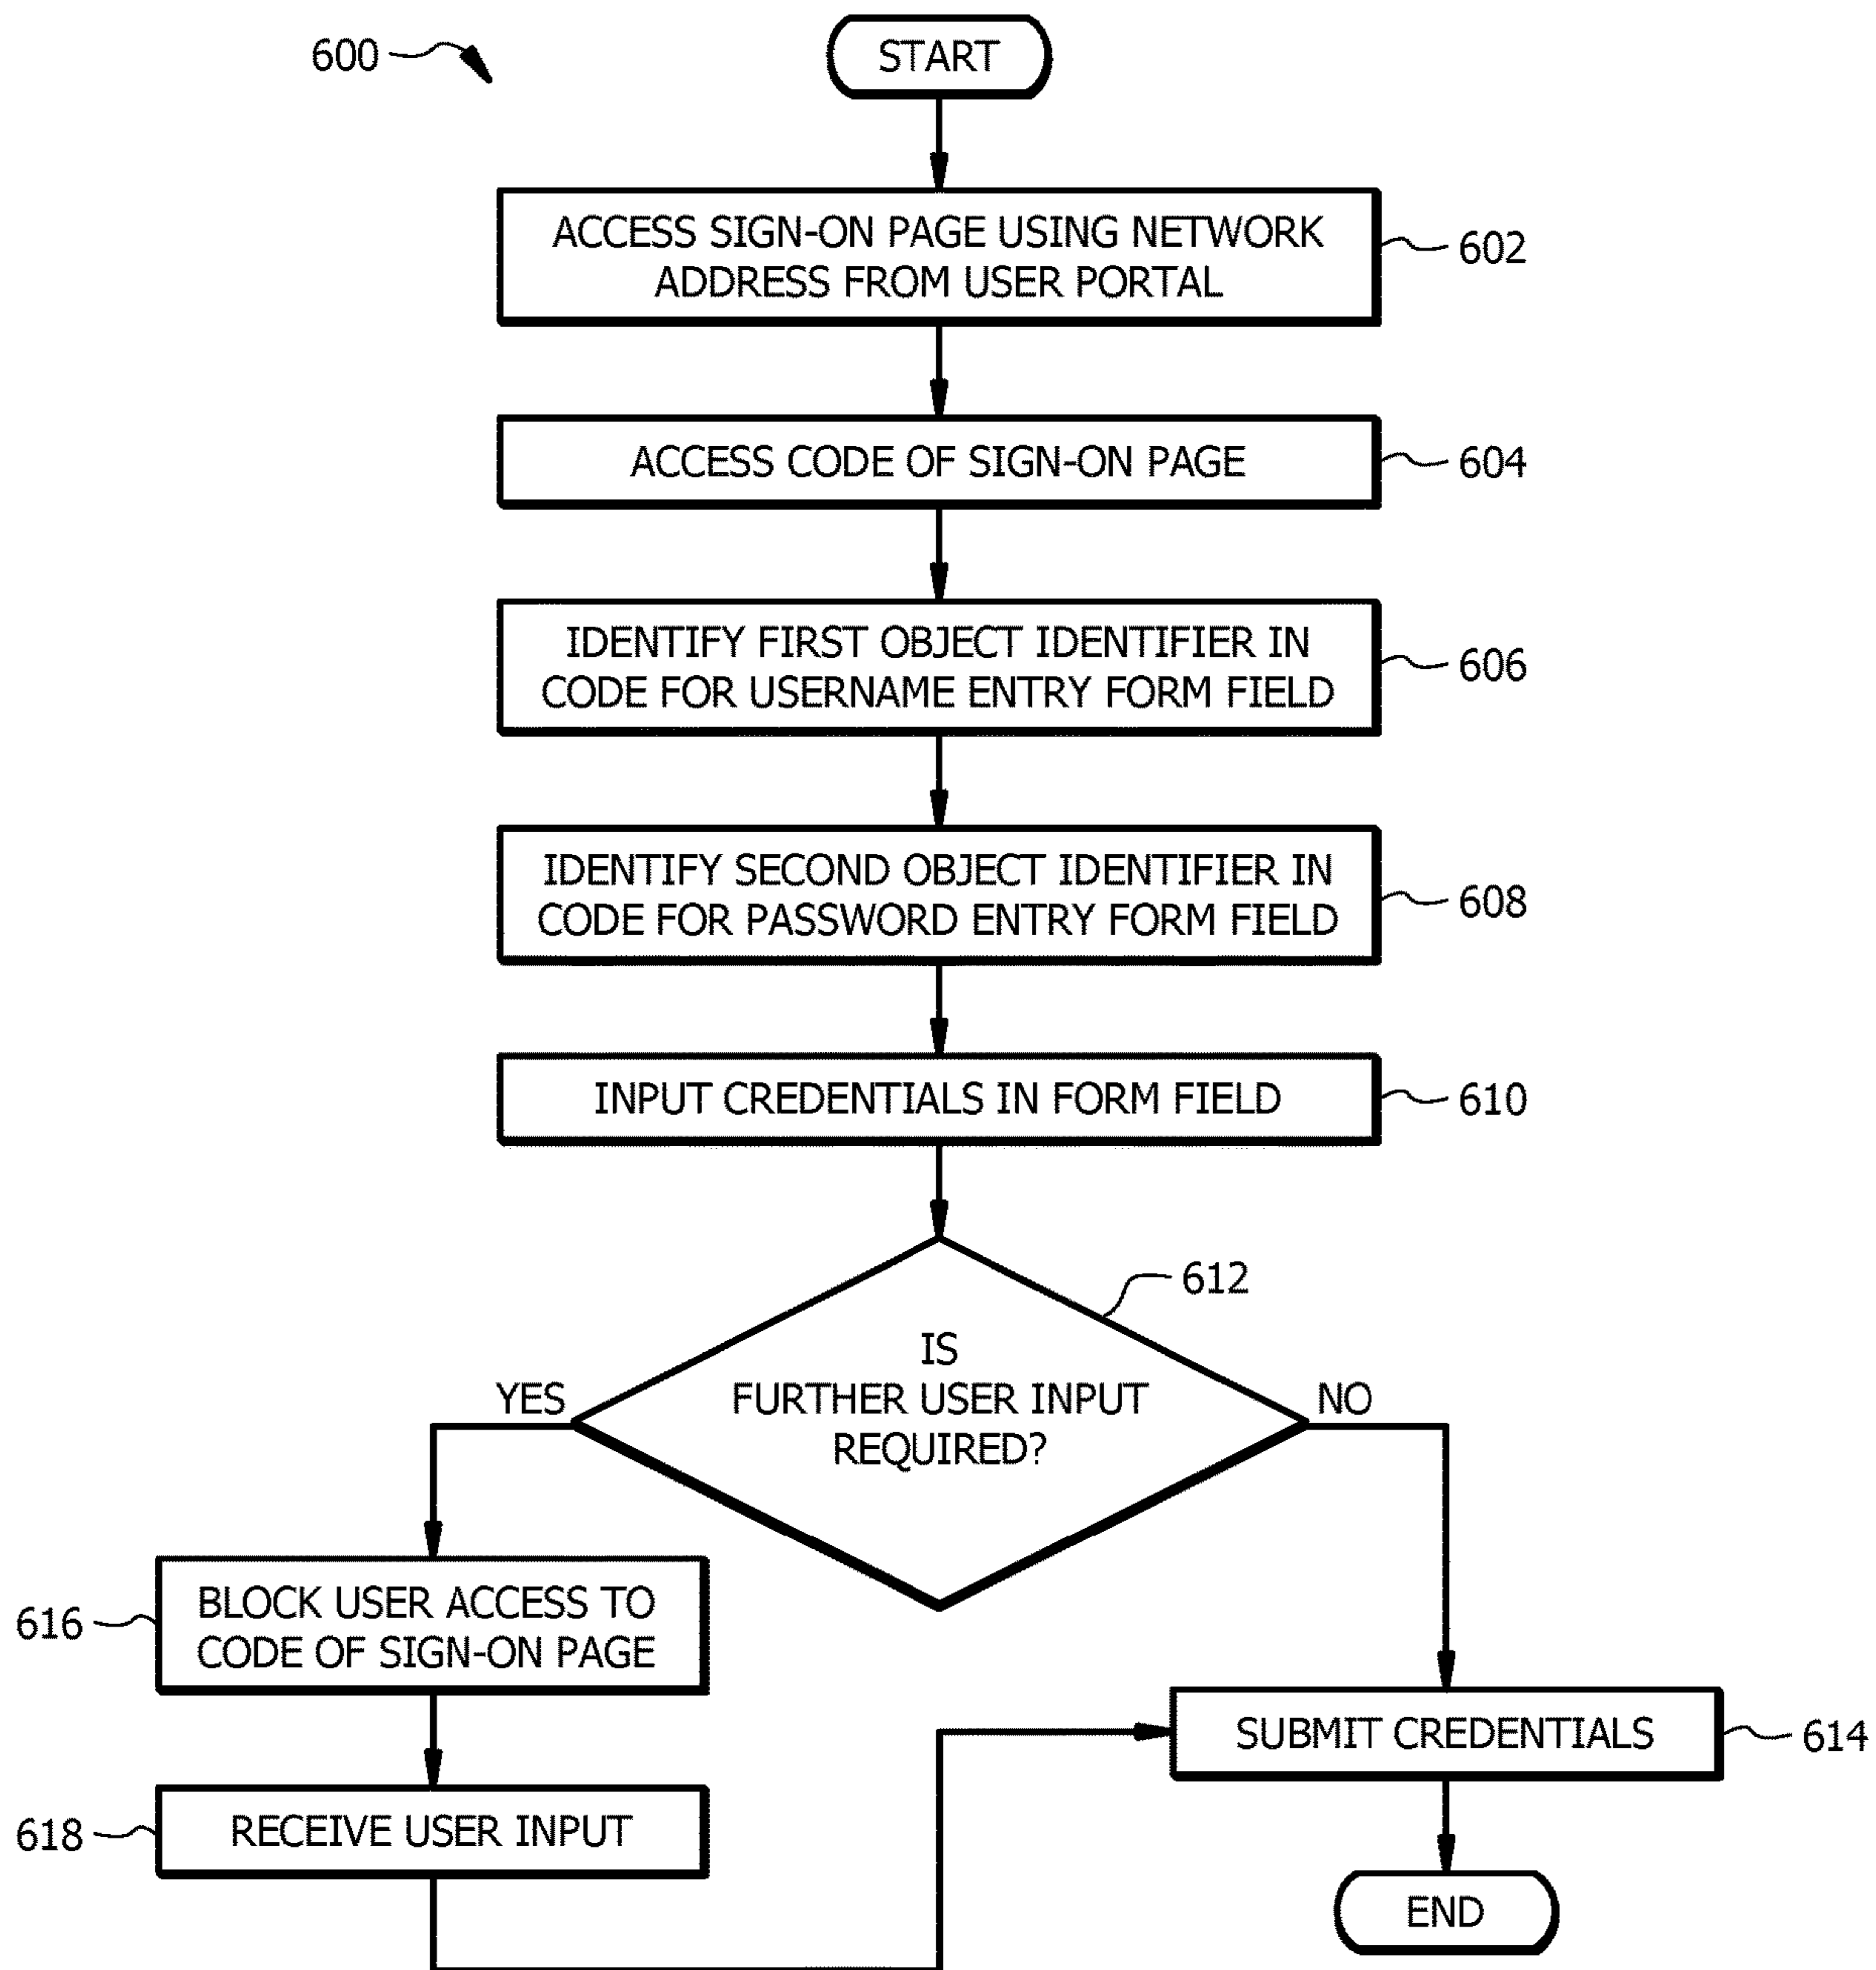 600
START
ACCESS SIGN-ON PAGE USING NETWORK
ADDRESS FROM USER PORTAL
602
ACCESS CODE OF SIGN-ON PAGE
604
IDENTIFY FIRST OBJECT IDENTIFIER IN
CODE FOR USERNAME ENTRY FORM FIELD
606
IDENTIFY SECOND OBJECT IDENTIFIER IN
CODE FOR PASSWORD ENTRY FORM FIELD
608
INPUT CREDENTIALS IN FORM FIELD
610
612
IS
FURTHER USER INPUT
REQUIRED?
YES
NO
BLOCK USER ACCESS TO
CODE OF SIGN-ON PAGE
616
SUBMIT CREDENTIALS
614
RECEIVE USER INPUT
618
END